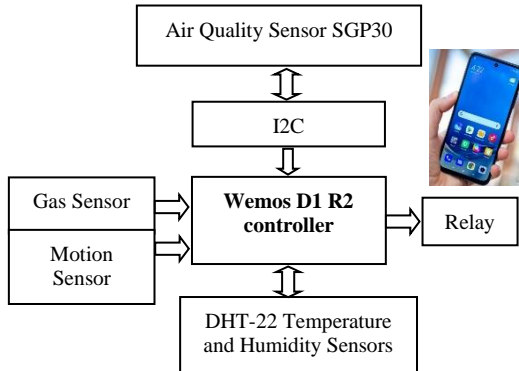 Air Quality Sensor SGP30
I2C
Gas Sensor
Motion
Sensor
Wemos D1 R2
controller
Relay
DHT-22 Temperature
and Humidity Sensors